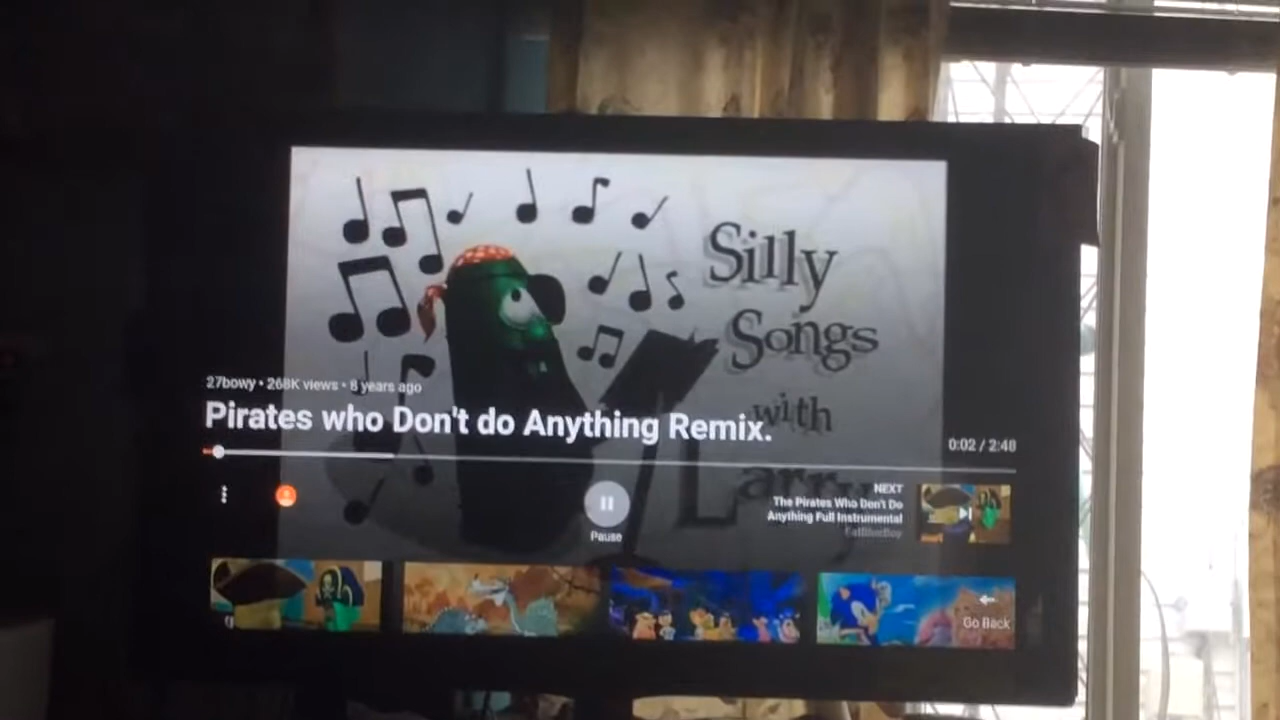 Silly
Songs
with
Larry
27bowy • 268K views • 8 years ago
Pirates who Don't do Anything Remix.
0:02 / 2:48
NEXT
The Pirates Who Don't Do
Anything Full Instrumental
Pause
Go Back